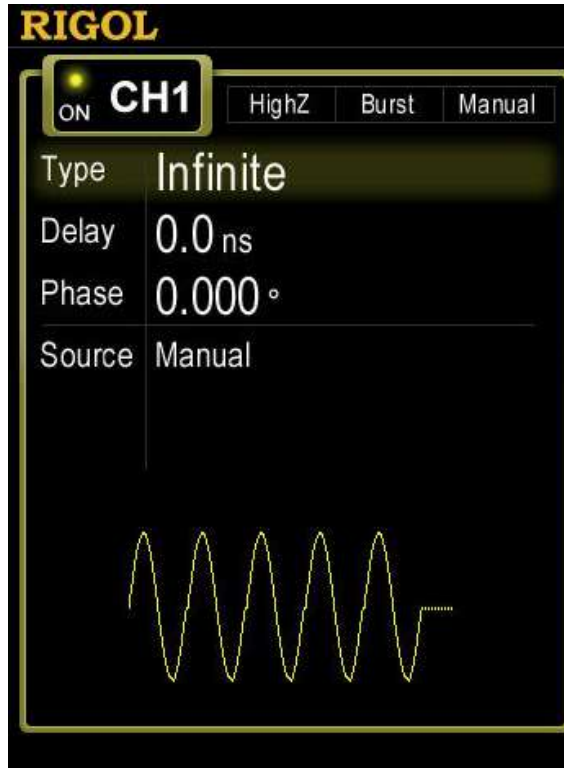 RIGOL
ON CH1 HighZ Burst Manual
Type Infinite
Delay 0.0 ns
Phase 0.000 °
Source Manual